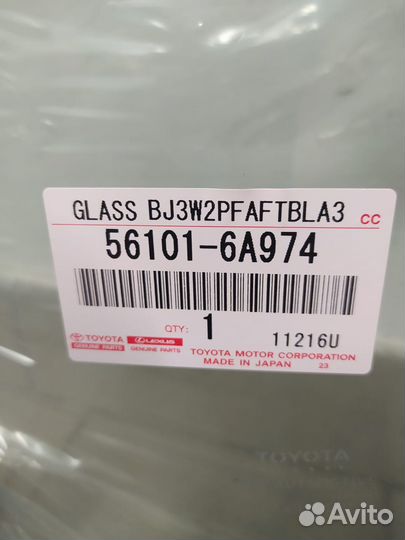 GLASS BJ3W2PFAFTBLA3 CC
56101-6A974
QTY: 1
11216U
TOYOTA LEXUS
GENUINE PARTS GENUINE PARTS
TOYOTA MOTOR CORPORATION
MADE IN JAPAN 23
TOYOTA
Avito